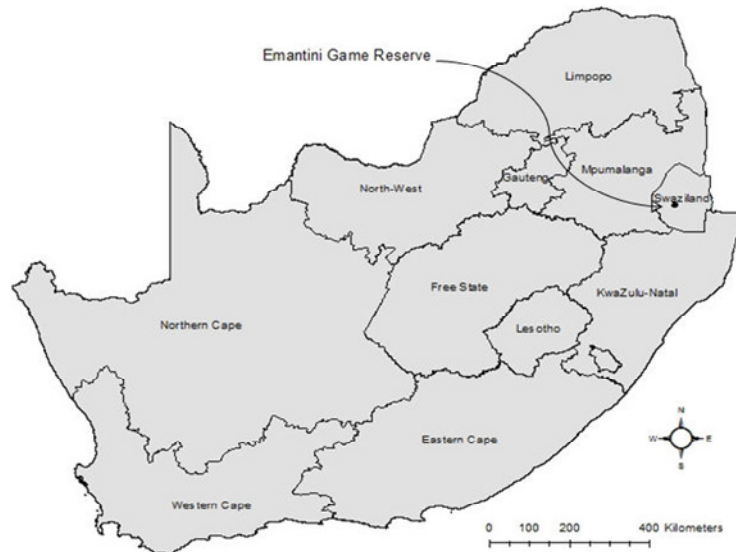 Emantini Game Reserve
Limpopo
Mpumalanga
Gauteng
North-West
Swaziland
Free State
KwaZulu-Natal
Northern Cape
Lesotho
Eastern Cape
Western Cape
N
W E
S
0 100 200 400 Kilometers